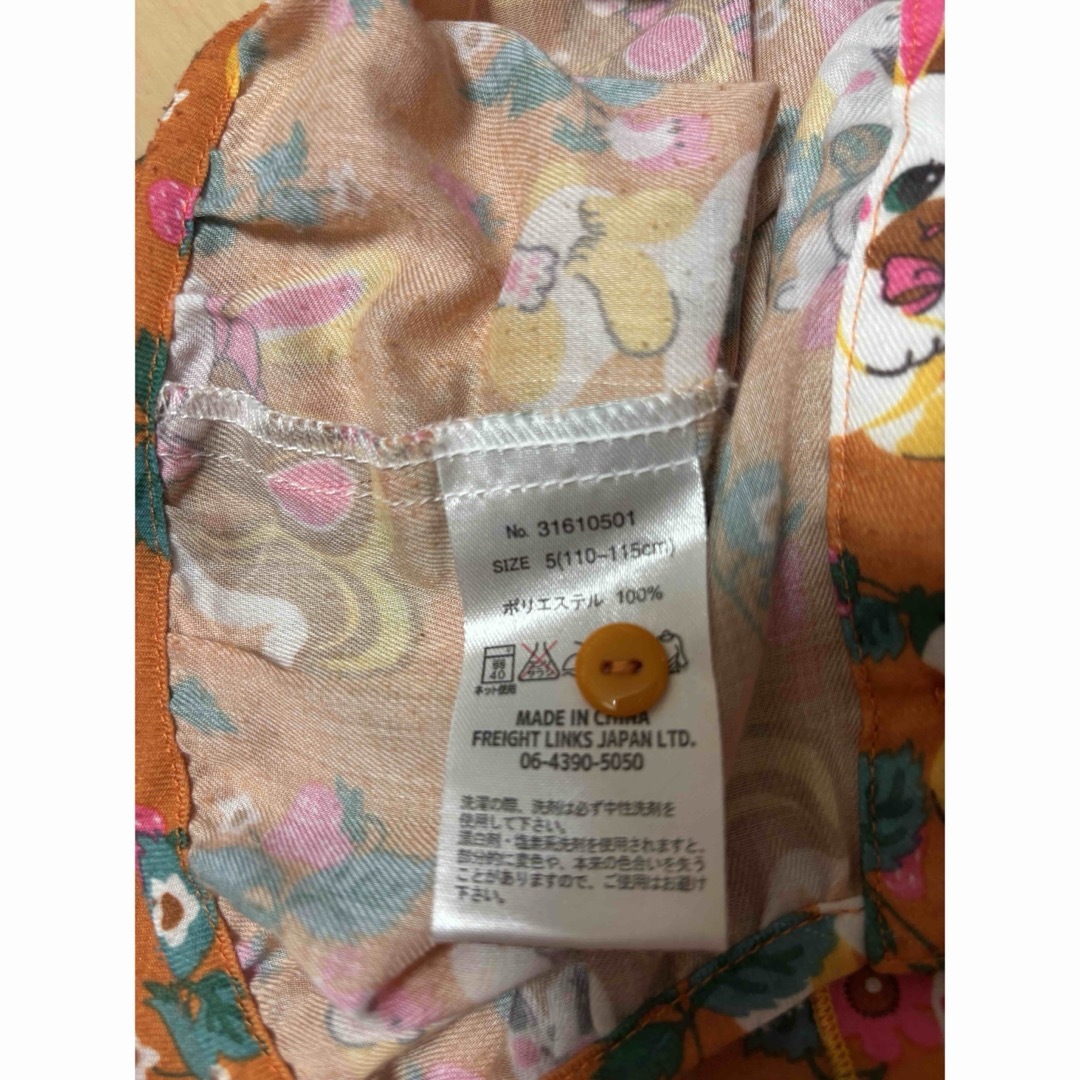 No. 31610501
SIZE 5(110-115cm)
ポリエステル 100%
40
ネット使用
MADE IN CHINA
FREIGHT LINKS JAPAN LTD.
06-4390-5050
洗濯の際、洗剤は必ず中性洗剤を
使用して下さい。
蛋白剤・塩素系洗剤を使用されますと、
部分的に変色や、本来の色合いを失う
ことがありますので、ご使用はお避け
下さい。